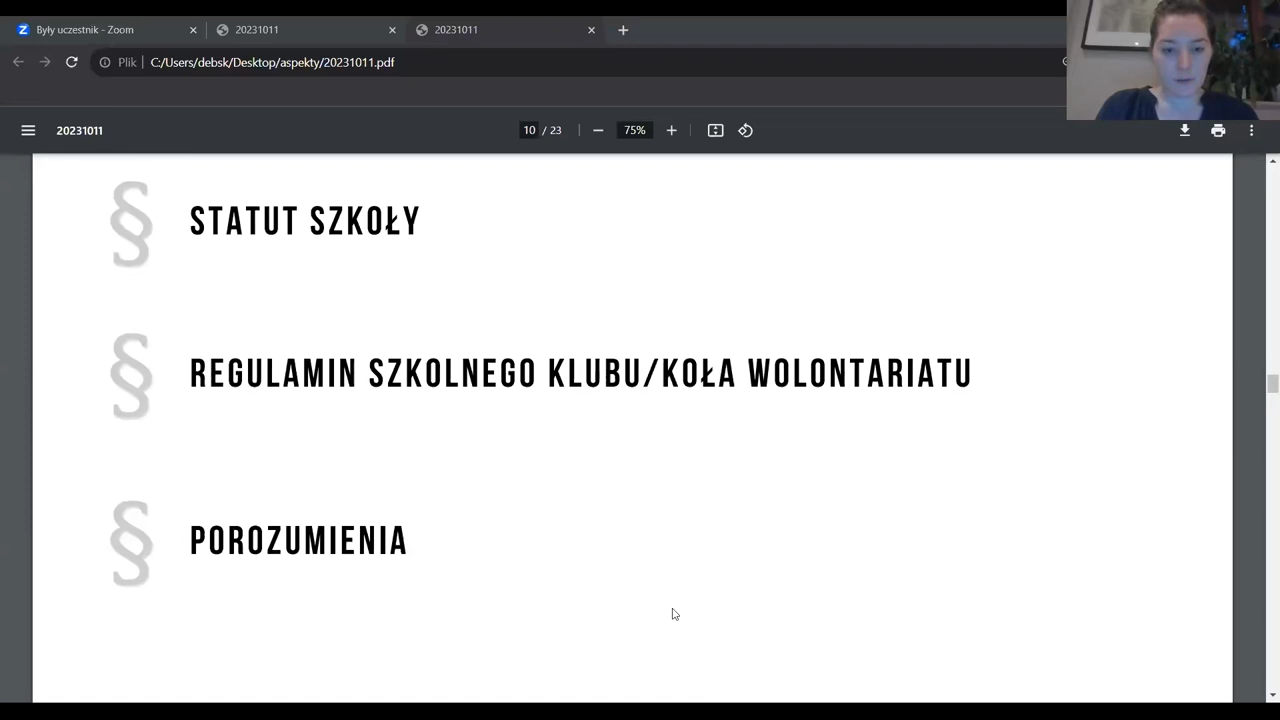 Były uczestnik - Zoom
20231011
20231011
Plik
C:/Users/debsk/Desktop/aspekty/20231011.pdf
20231011
10 / 23
75%
§ STATUT SZKOŁY
§ REGULAMIN SZKOLNEGO KLUBU/KOŁA WOLONTARIATU
§ POROZUMIENIA